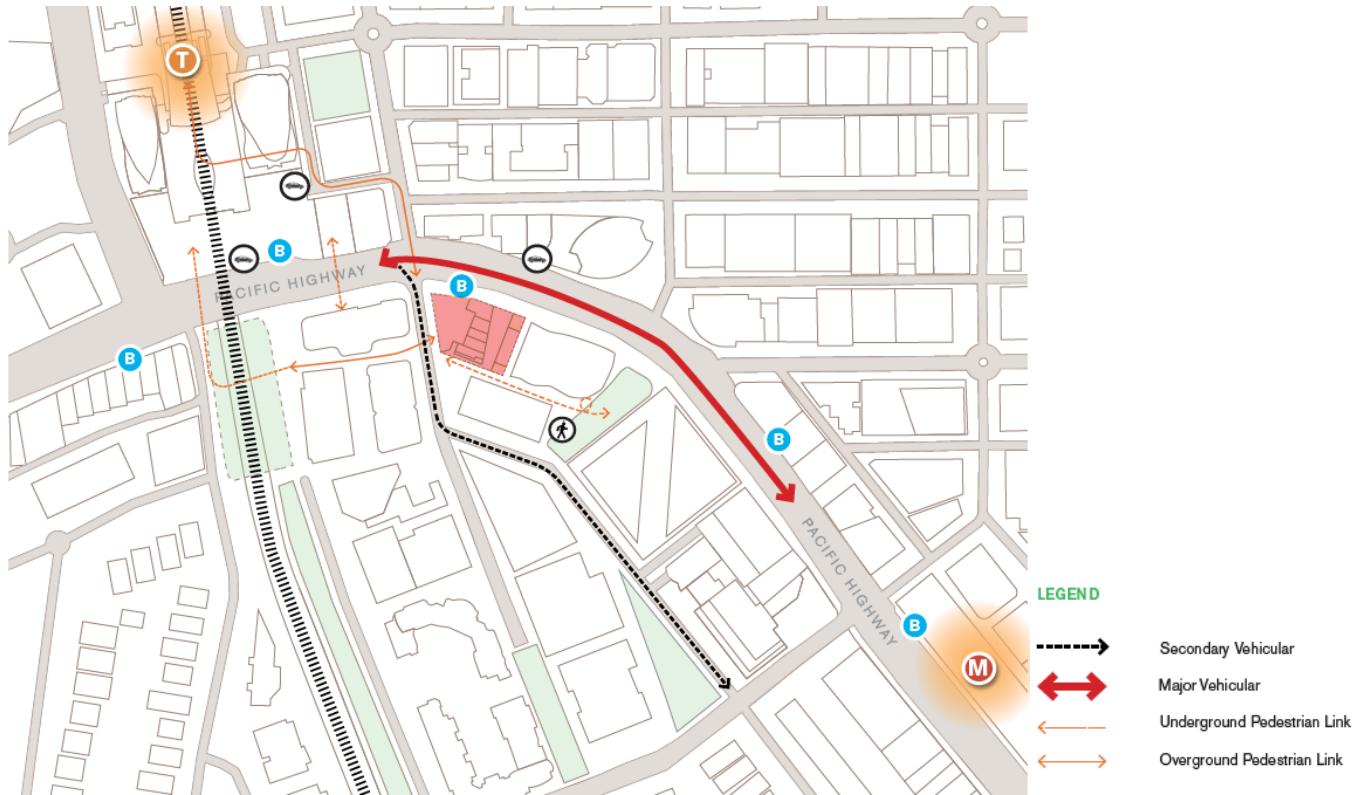 T
B
PACIFIC HIGHWAY
B
B
B
PACIFIC HIGHWAY
B
M
LEGEND
Secondary Vehicular
Major Vehicular
Underground Pedestrian Link
Overground Pedestrian Link